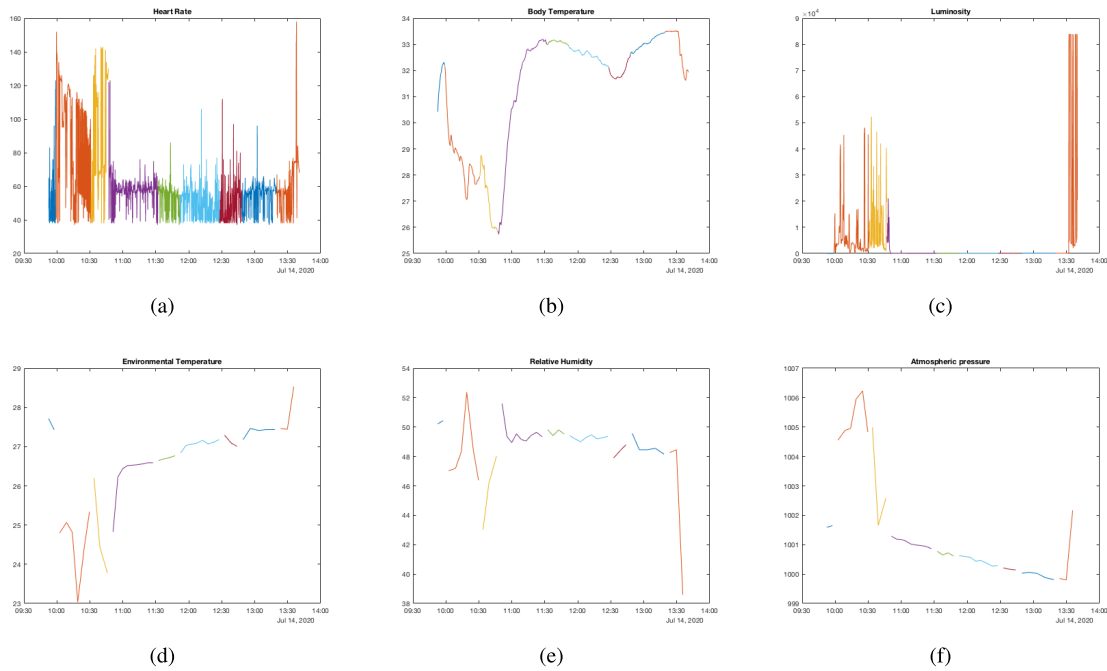 Heart Rate
160
140
120
100
80
60
40
20
09:30 10:00 10:30 11:00 11:30 12:00 12:30 13:00 13:30 14:00
Jul 14, 2020
(a)
Body Temperature
34
33
32
31
30
29
28
27
26
25
09:30 10:00 10:30 11:00 11:30 12:00 12:30 13:00 13:30 14:00
Jul 14, 2020
(b)
Luminosity
×10⁴
9
8
7
6
5
4
3
2
1
0
09:30 10:00 10:30 11:00 11:30 12:00 12:30 13:00 13:30 14:00
Jul 14, 2020
(c)
Environmental Temperature
29
28
27
26
25
24
23
09:30 10:00 10:30 11:00 11:30 12:00 12:30 13:00 13:30 14:00
Jul 14, 2020
(d)
Relative Humidity
54
52
50
48
46
44
42
40
38
09:30 10:00 10:30 11:00 11:30 12:00 12:30 13:00 13:30 14:00
Jul 14, 2020
(e)
Atmospheric pressure
1007
1006
1005
1004
1003
1002
1001
1000
999
09:30 10:00 10:30 11:00 11:30 12:00 12:30 13:00 13:30 14:00
Jul 14, 2020
(f)